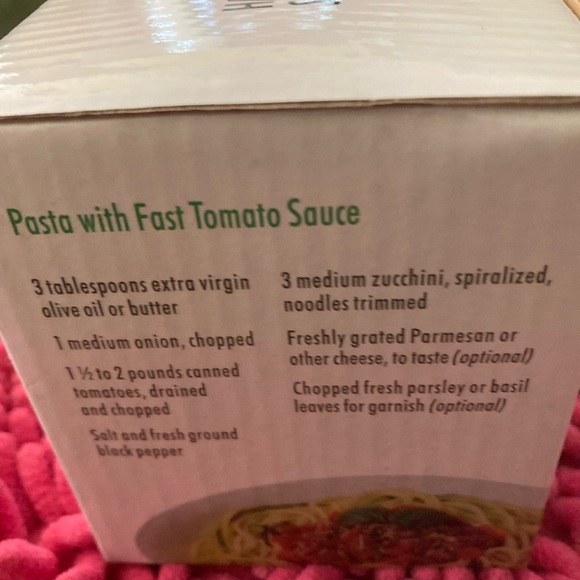 Pasta with Fast Tomato Sauce
3 tablespoons extra virgin
olive oil or butter
1 medium onion, chopped
1 ½ to 2 pounds canned
tomatoes, drained
and chopped
Salt and fresh ground
black pepper
3 medium zucchini, spiralized,
noodles trimmed
Freshly grated Parmesan or
other cheese, to taste (optional)
Chopped fresh parsley or basil
leaves for garnish (optional)